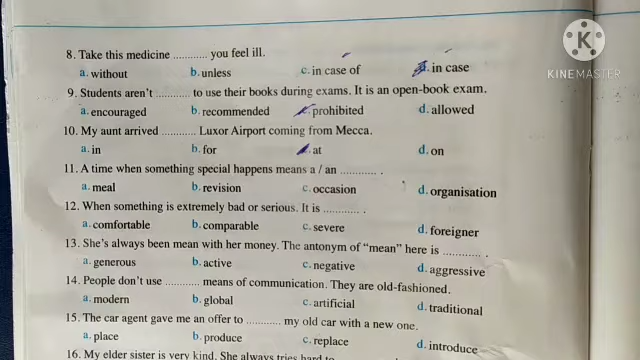 8. Take this medicine ............ you feel ill.
a. without b. unless c. in case of d. in case
9. Students aren't ............ to use their books during exams. It is an open-book exam.
a. encouraged b. recommended c. prohibited d. allowed
10. My aunt arrived ............ Luxor Airport coming from Mecca.
a. in b. for c. at d. on
11. A time when something special happens means a / an ............ .
a. meal b. revision c. occasion d. organisation
12. When something is extremely bad or serious. It is ............ .
a. comfortable b. comparable c. severe d. foreigner
13. She's always been mean with her money. The antonym of "mean" here is ............ .
a. generous b. active c. negative d. aggressive
14. People don't use ............ means of communication. They are old-fashioned.
a. modern b. global c. artificial d. traditional
15. The car agent gave me an offer to ............ my old car with a new one.
a. place b. produce c. replace d. introduce
16. My elder sister is very kind. She always tries hard to
KINEMASTER